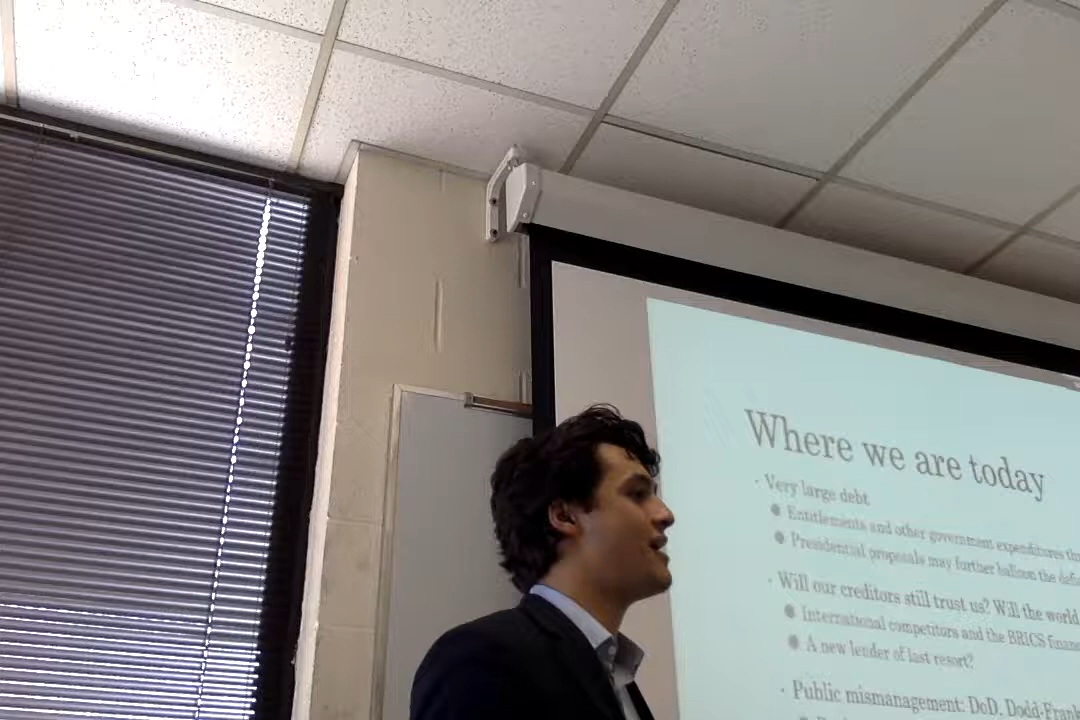 Where we are today
· Very large debt
● Entitlements and other government expenditures
● Presidential proposals may further balloon the
· Will our creditors still trust us? Will the world
● International competitors and the BRICS
● A new lender of last resort?
· Public mismanagement: DoD, Dodd-Frank